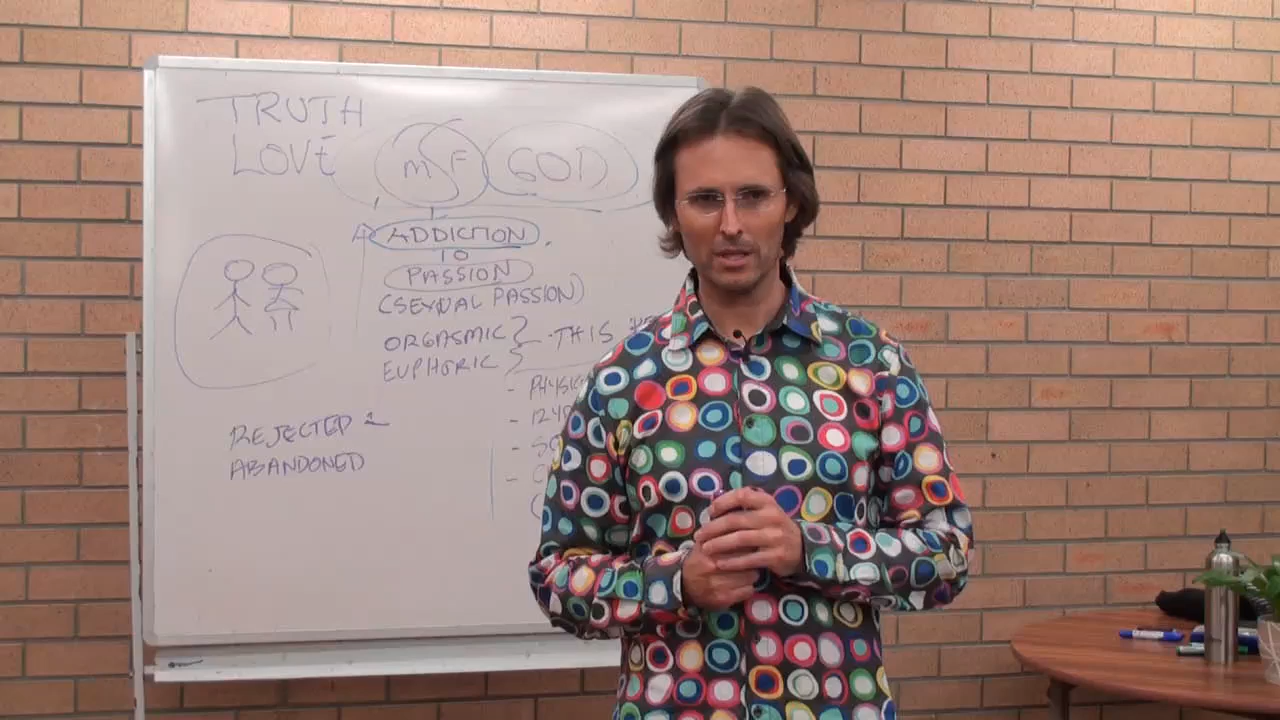 TRUTH
LOVE
M F GOD
ADDICTION
TO
PASSION
(SEXUAL PASSION)
ORGASMIC } THIS
EUPHORIC }
REJECTED &
ABANDONED